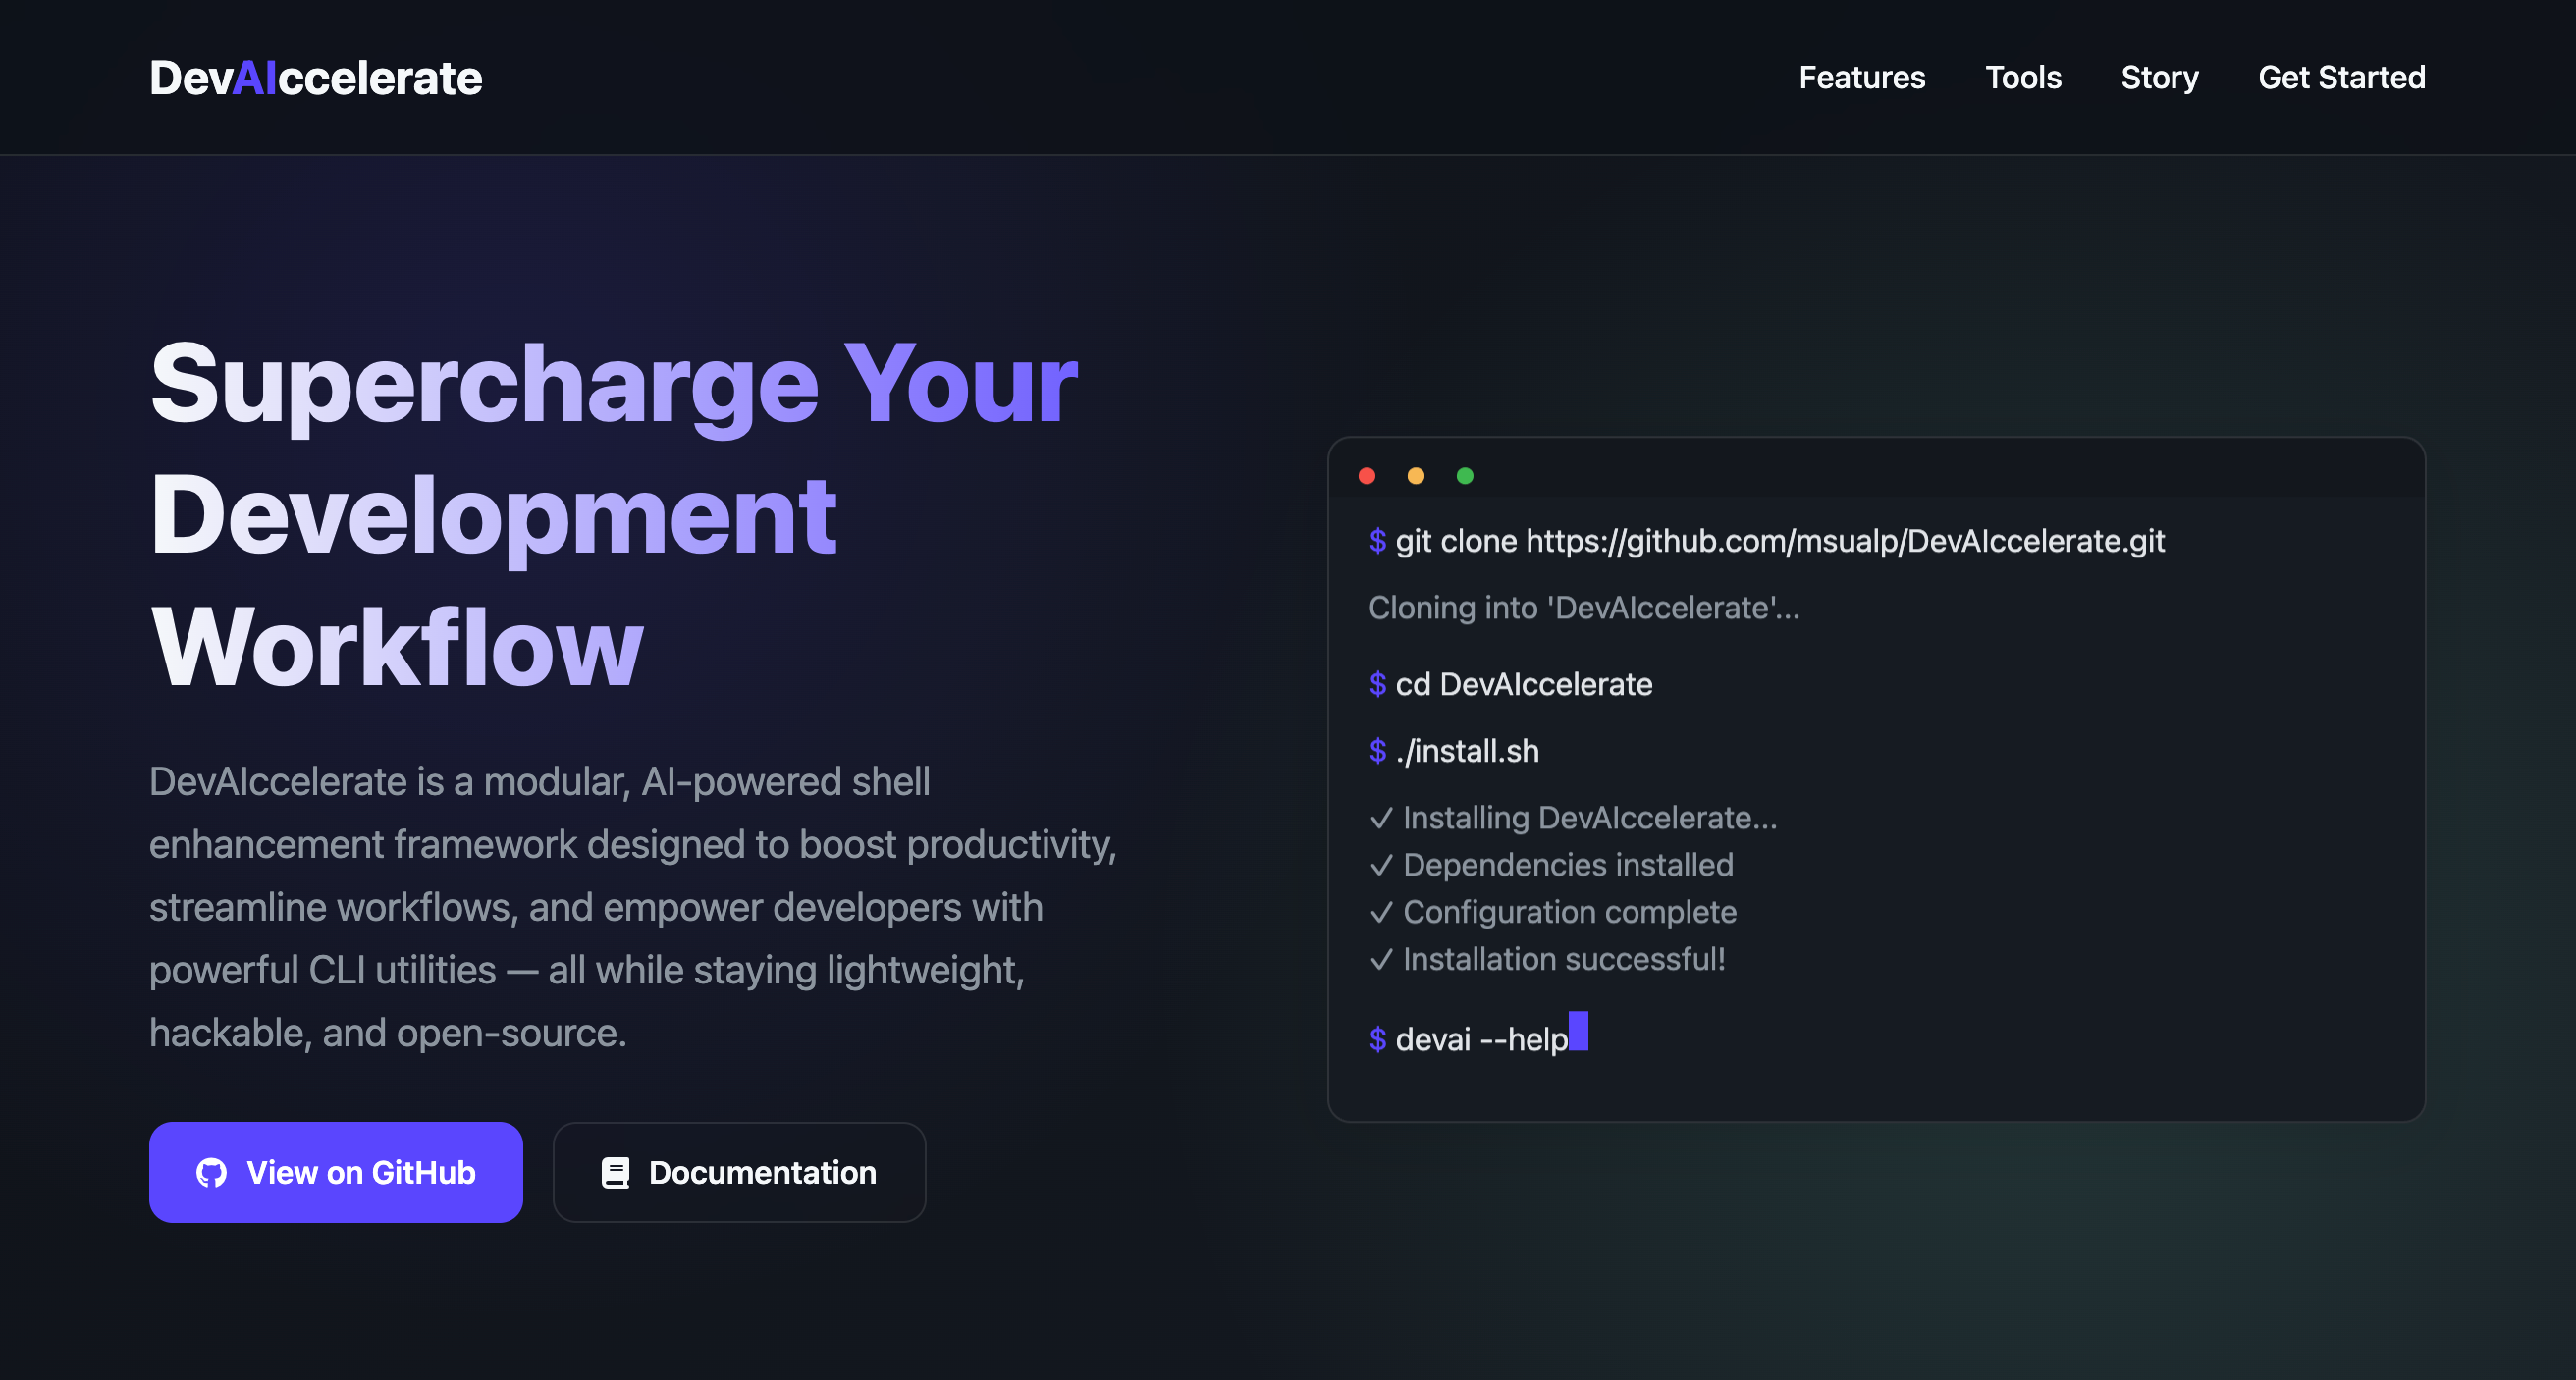 DevAIccelerate
Features Tools Story Get Started
Supercharge Your
Development
Workflow
DevAIccelerate is a modular, AI-powered shell
enhancement framework designed to boost productivity,
streamline workflows, and empower developers with
powerful CLI utilities — all while staying lightweight,
hackable, and open-source.
View on GitHub
Documentation
$ git clone https://github.com/msualp/DevAIccelerate.git
Cloning into 'DevAIccelerate'...
$ cd DevAIccelerate
$ ./install.sh
✓ Installing DevAIccelerate...
✓ Dependencies installed
✓ Configuration complete
✓ Installation successful!
$ devai --help